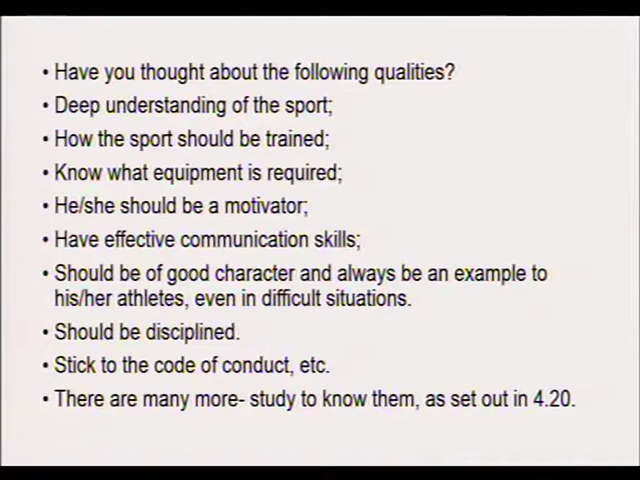 • Have you thought about the following qualities?
• Deep understanding of the sport;
• How the sport should be trained;
• Know what equipment is required;
• He/she should be a motivator;
• Have effective communication skills;
• Should be of good character and always be an example to
his/her athletes, even in difficult situations.
• Should be disciplined.
• Stick to the code of conduct, etc.
• There are many more- study to know them, as set out in 4.20.